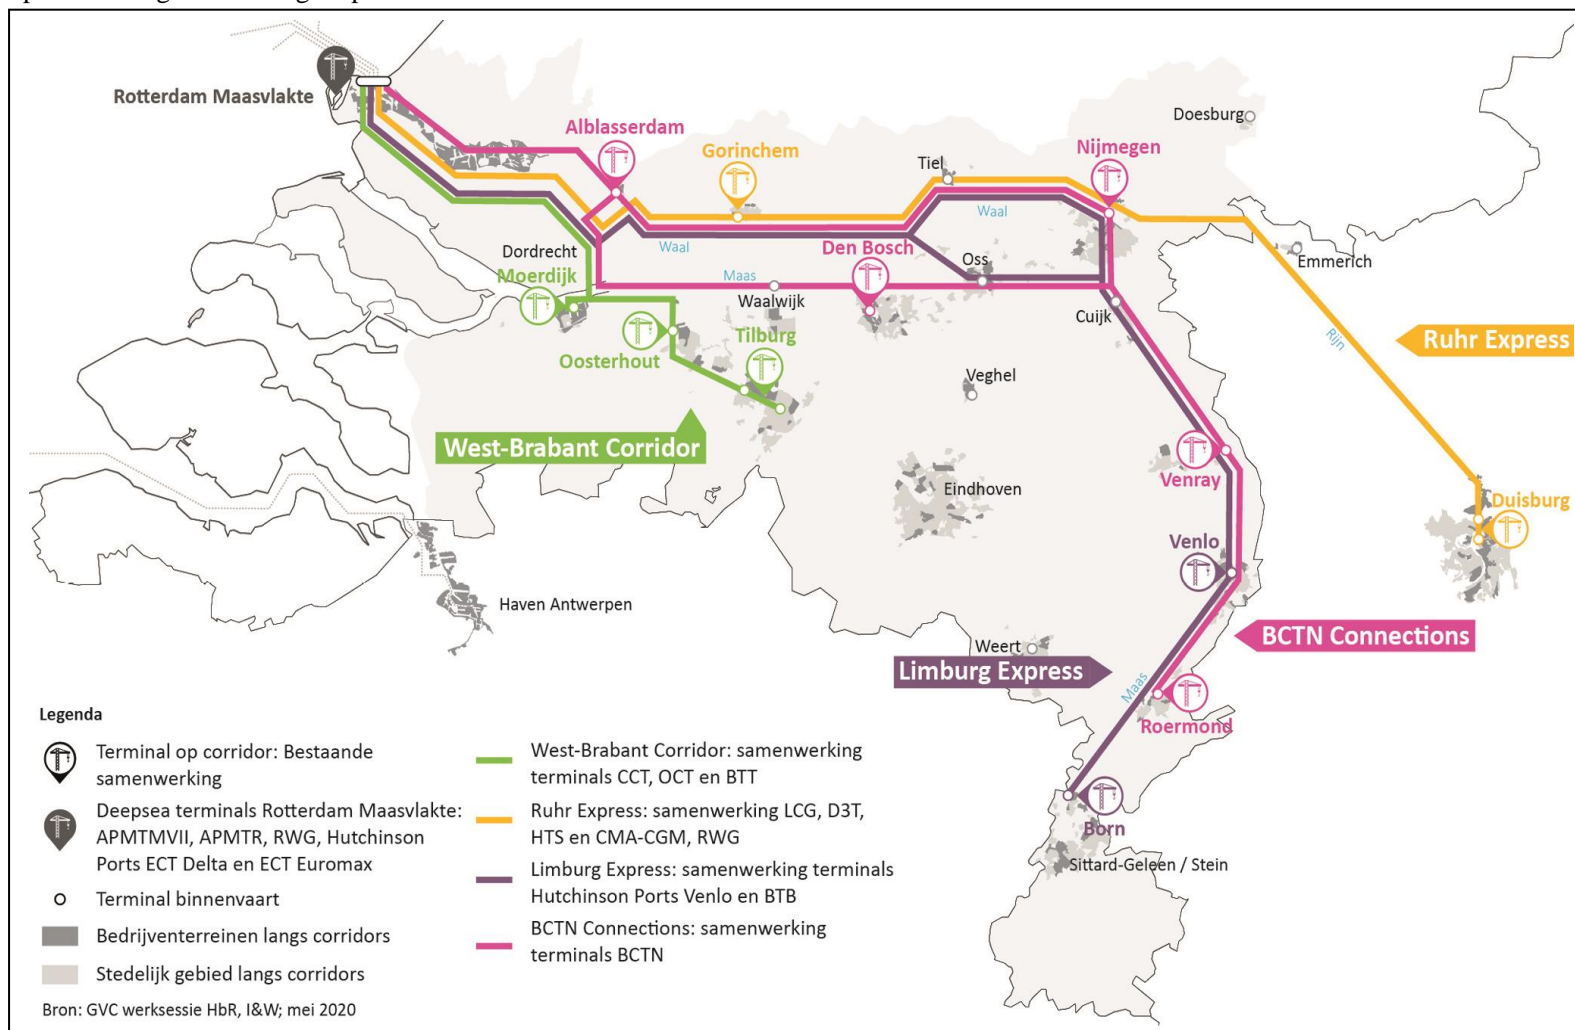 Rotterdam Maasvlakte
Alblasserdam
Gorinchem
Tiel
Nijmegen
Doesburg
Waal
Waal
Dordrecht
Moerdijk
Maas
Waalwijk
Den Bosch
Oss
Cuijk
Emmerich
Rijn
Ruhr Express
Oosterhout
Tilburg
Veghel
West-Brabant Corridor
Eindhoven
Venray
Duisburg
Venlo
Haven Antwerpen
BCTN Connections
Weert
Limburg Express
Maas
Roermond
Born
Sittard-Geleen / Stein
Legenda
Terminal op corridor: Bestaande
samenwerking
Deepsea terminals Rotterdam Maasvlakte:
APMTMVII, APMTR, RWG, Hutchinson
Ports ECT Delta en ECT Euromax
Terminal binnenvaart
Bedrijventerreinen langs corridors
Stedelijk gebied langs corridors
West-Brabant Corridor: samenwerking
terminals CCT, OCT en BTT
Ruhr Express: samenwerking LCG, D3T,
HTS en CMA-CGM, RWG
Limburg Express: samenwerking terminals
Hutchinson Ports Venlo en BTB
BCTN Connections: samenwerking
terminals BCTN
Bron: GVC werksessie HbR, I&W; mei 2020